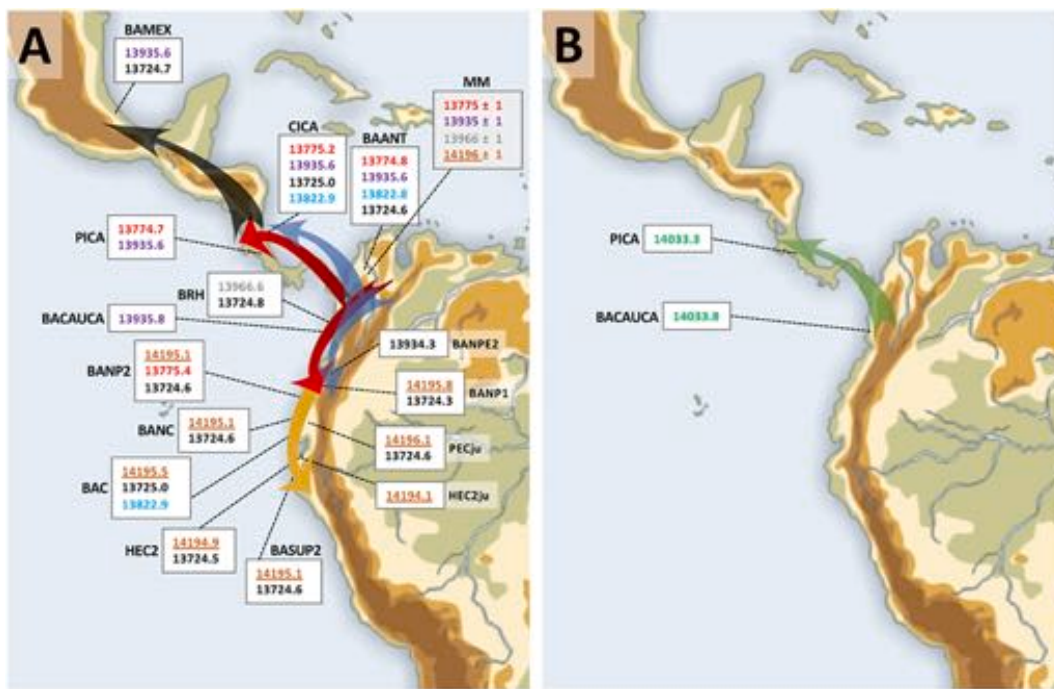 A
BAMEX
13935.6
13724.7
CICA
13775.2
13935.6
13725.0
13822.9
BAANT
13774.8
13935.6
13822.8
13724.6
MM
13775 ± 1
13935 ± 1
13966 ± 1
14196 ± 1
PICA
13774.7
13935.6
BRH
13966.6
13724.8
BACAUCA
13935.8
13934.3
BANPE2
BANP2
14195.1
13775.4
13724.6
14195.8
13724.3
BANP1
BANC
14195.1
13724.6
14196.1
13724.6
PECju
BAC
14195.5
13725.0
13822.9
14194.1
HEC2ju
HEC2
14194.9
13724.5
BASUP2
14195.1
13724.6
B
PICA
14033.3
BACAUCA
14033.8